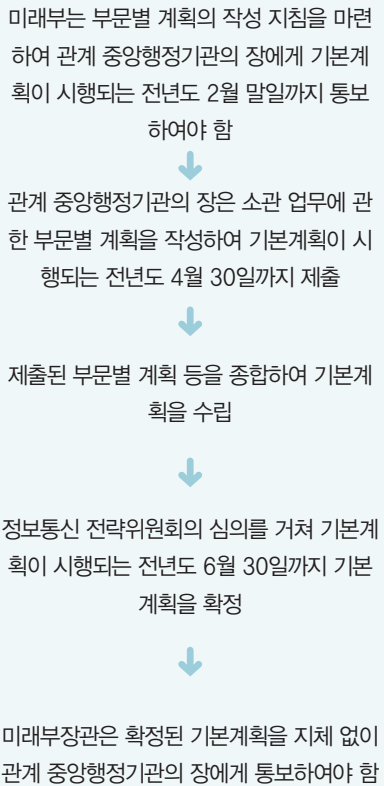 미래부는 부문별 계획의 작성 지침을 마련
하여 관계 중앙행정기관의 장에게 기본계
획이 시행되는 전년도 2월 말일까지 통보
하여야 함
관계 중앙행정기관의 장은 소관 업무에 관
한 부문별 계획을 작성하여 기본계획이 시
행되는 전년도 4월 30일까지 제출
제출된 부문별 계획 등을 종합하여 기본계
획을 수립
정보통신 전략위원회의 심의를 거쳐 기본계
획이 시행되는 전년도 6월 30일까지 기본
계획을 확정
미래부장관은 확정된 기본계획을 지체 없이
관계 중앙행정기관의 장에게 통보하여야 함